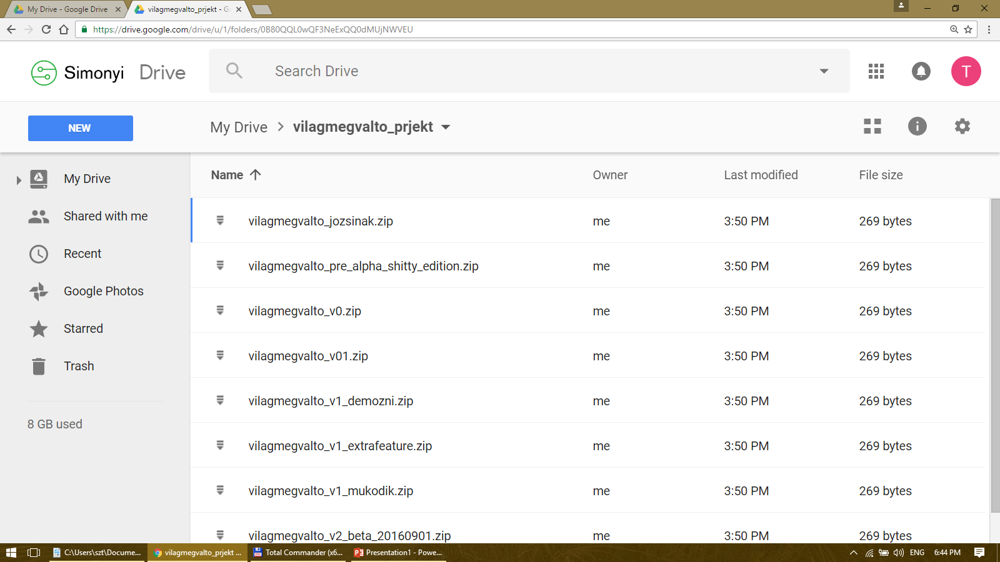 My Drive - Google Drive
vilagmegvalto_prjekt - G
https://drive.google.com/drive/u/1/folders/0B80QQL0wQF3NeExQQ0dMUjNWVEU
Simonyi Drive
Search Drive
T
NEW
My Drive > vilagmegvalto_prjekt
Name Owner Last modified File size
My Drive
Shared with me
Recent
Google Photos
Starred
Trash
8 GB used
vilagmegvalto_jozsinak.zip me 3:50 PM 269 bytes
vilagmegvalto_pre_alpha_shitty_edition.zip me 3:50 PM 269 bytes
vilagmegvalto_v0.zip me 3:50 PM 269 bytes
vilagmegvalto_v01.zip me 3:50 PM 269 bytes
vilagmegvalto_v1_demozni.zip me 3:50 PM 269 bytes
vilagmegvalto_v1_extrafeature.zip me 3:50 PM 269 bytes
vilagmegvalto_v1_mukodik.zip me 3:50 PM 269 bytes
vilagmegvalto_v2_beta_20160901.zip me 3:50 PM 269 bytes
C:\Users\szt\Docume...
vilagmegvalto_prjekt ...
Total Commander (x6...
Presentation1 - Powe...
ENG 6:44 PM